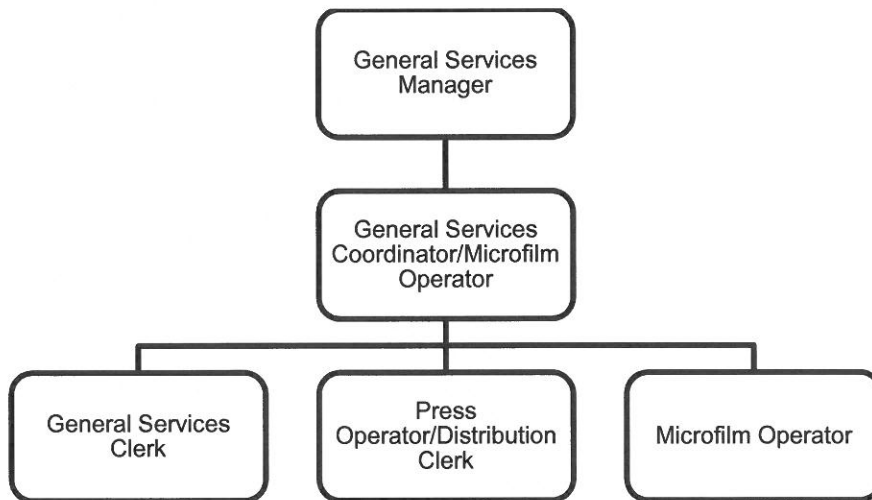 General Services
Manager
General Services
Coordinator/Microfilm
Operator
General Services
Clerk
Press
Operator/Distribution
Clerk
Microfilm Operator